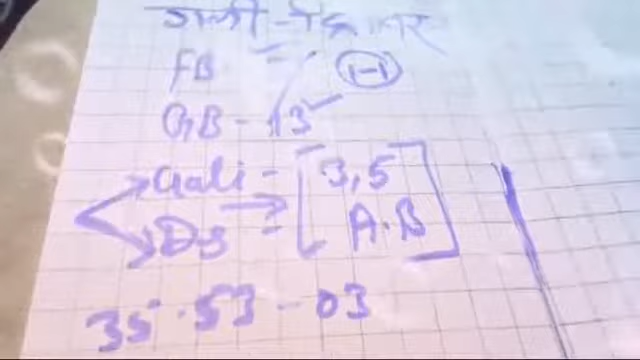 FB =
1-1
GB - 13
Gali - 3,5
DS = A.B
35.53-03